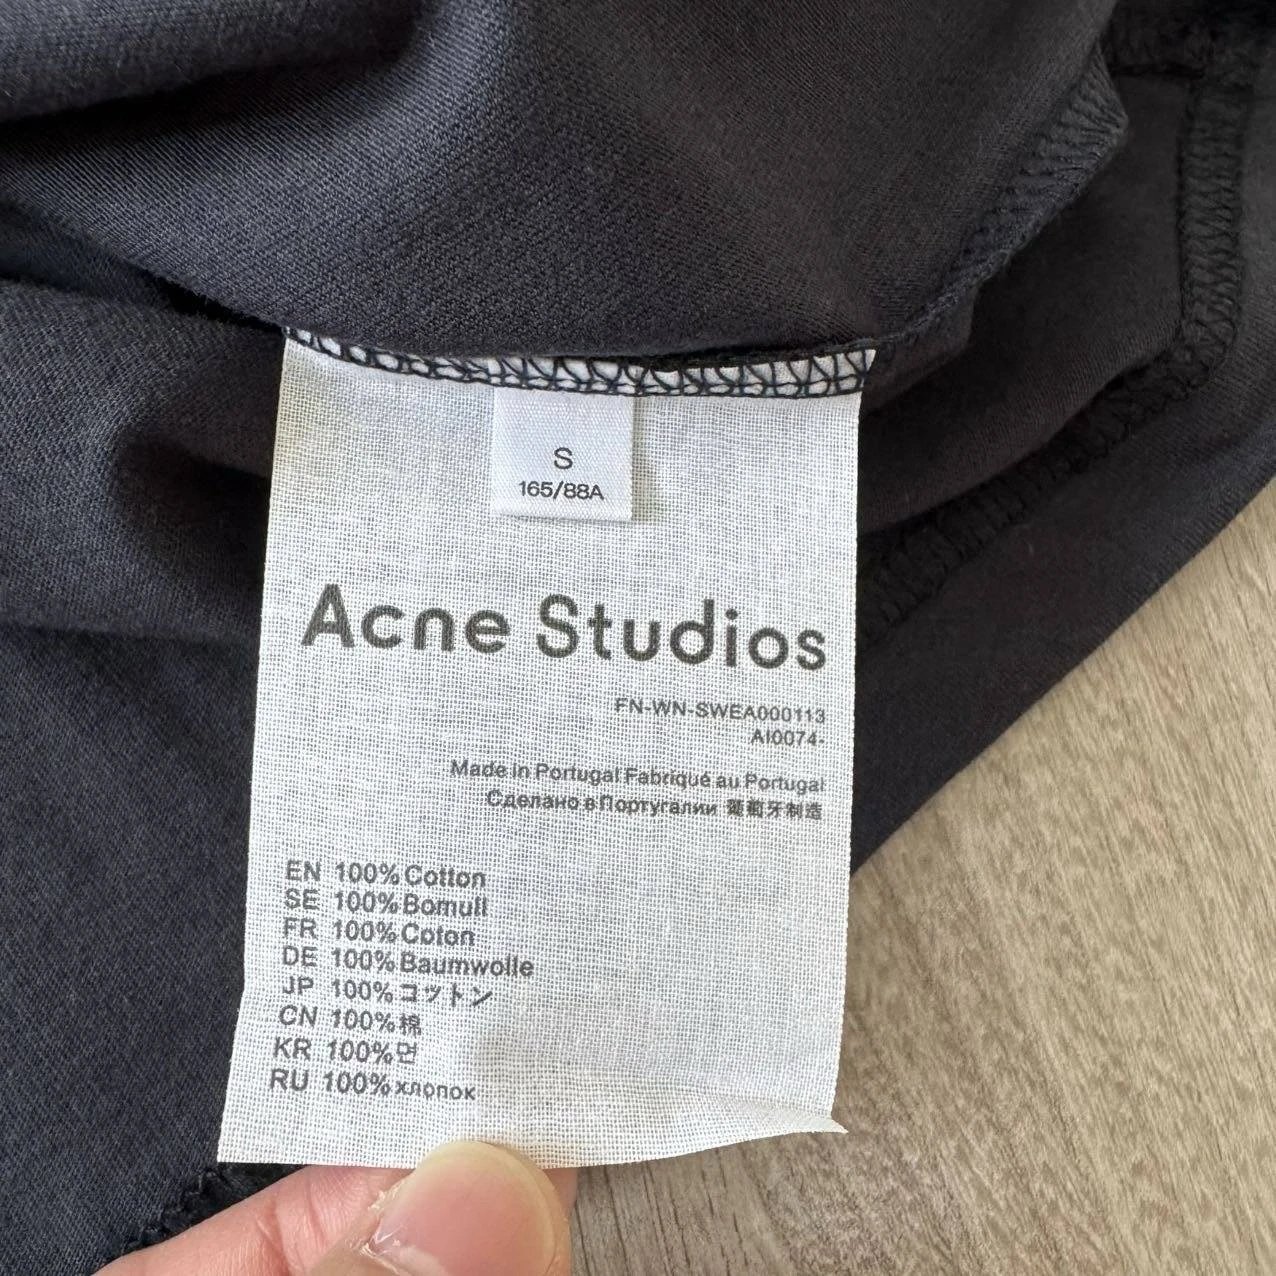 S
165/88A
Acne Studios
FN-WN-SWEA000113
AI0074-
Made in Portugal Fabriqué au Portugal
Сделано в Португалии 葡萄牙制造
EN 100% Cotton
SE 100% Bomull
FR 100% Coton
DE 100% Baumwolle
JP 100% コットン
CN 100% 棉
KR 100% 면
RU 100% хлопок